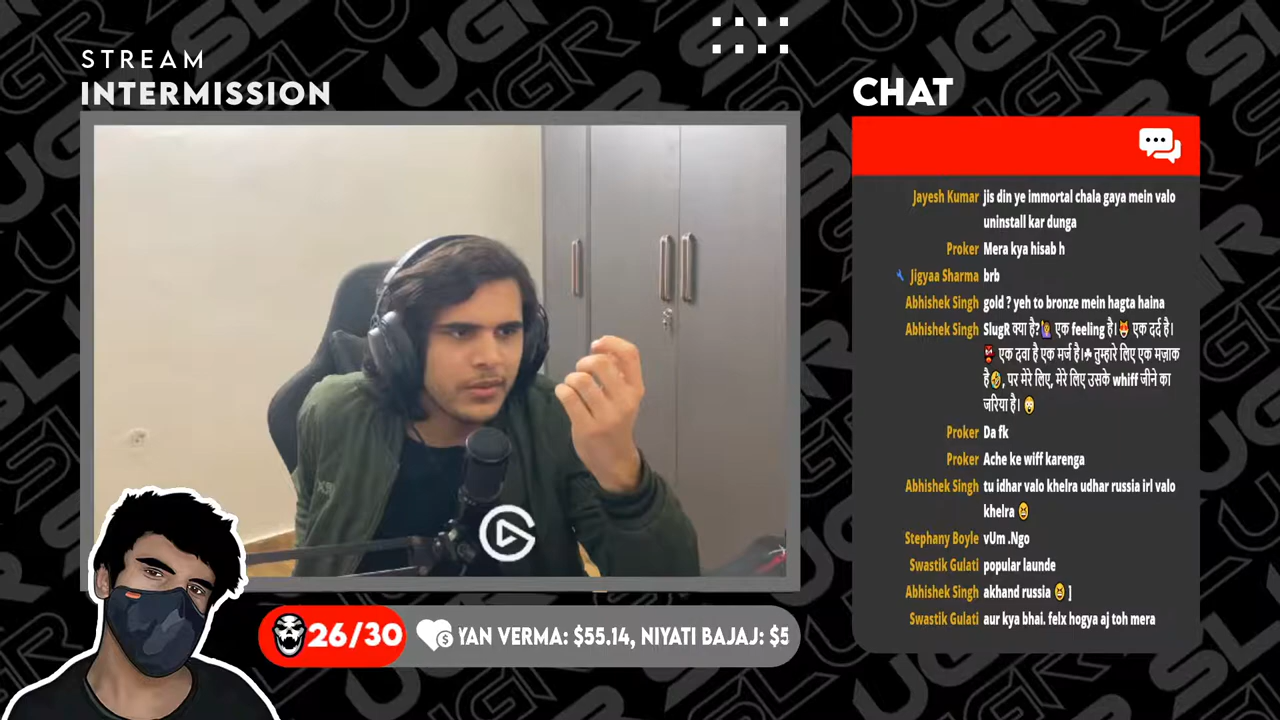 STREAM
INTERMISSION
CHAT
Jayesh Kumar jis din ye immortal chala gaya mein valo
uninstall kar dunga
Proker Mera kya hisab h
Jigyaa Sharma brb
Abhishek Singh gold ? yeh to bronze mein hagta haina
Abhishek Singh SlugR क्या है? 🙋 एक feeling है। 😻 एक दर्द है।
👹 एक दवा है एक मर्ज है।☘ तुम्हारे लिए एक मज़ाक
है🤣, पर मेरे लिए, मेरे लिए उसके whiff जीने का
जरिया है। 😁
Proker Da fk
Proker Ache ke wiff karenga
Abhishek Singh tu idhar valo khelra udhar russia irl valo
khelra 😆
Stephany Boyle vUm .Ngo
Swastik Gulati popular launde
Abhishek Singh akhand russia 😆 ]
Swastik Gulati aur kya bhai. felx hogya aj toh mera
26/30
YAN VERMA: $55.14, NIYATI BAJAJ: $5